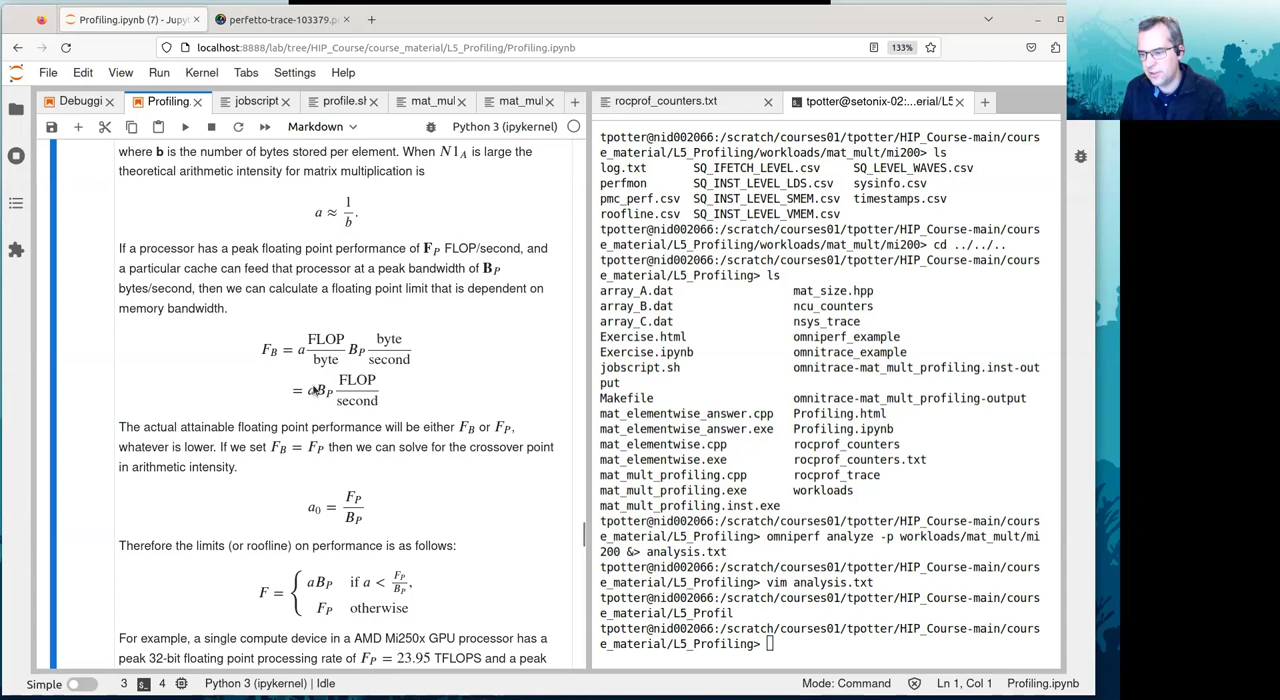 Profiling.ipynb (7) - Jupyt
perfetto-trace-103379.p
localhost:8888/lab/tree/HIP_Course/course_material/L5_Profiling/Profiling.ipynb
133%
File Edit View Run Kernel Tabs Settings Help
Debuggi
Profiling.
jobscript
profile.sh
mat_mul
mat_mul
Markdown
Python 3 (ipykernel)
where b is the number of bytes stored per element. When N1_A is large the
theoretical arithmetic intensity for matrix multiplication is
a ≈ 1/b.
If a processor has a peak floating point performance of F_P FLOP/second, and
a particular cache can feed that processor at a peak bandwidth of B_P
bytes/second, then we can calculate a floating point limit that is dependent on
memory bandwidth.
F_B = a FLOP/byte B_P byte/second
= aB_P FLOP/second
The actual attainable floating point performance will be either F_B or F_P,
whatever is lower. If we set F_B = F_P then we can solve for the crossover point
in arithmetic intensity.
a_0 = F_P/B_P
Therefore the limits (or roofline) on performance is as follows:
F = { aB_P if a < F_P/B_P,
F_P otherwise
For example, a single compute device in a AMD Mi250x GPU processor has a
peak 32-bit floating point processing rate of F_P = 23.95 TFLOPS and a peak
rocprof_counters.txt
tpotter@setonix-02:...erial/L5
tpotter@nid002066:/scratch/courses01/tpotter/HIP_Course-main/cours
e_material/L5_Profiling/workloads/mat_mult/mi200> ls
log.txt SQ_IFETCH_LEVEL.csv SQ_LEVEL_WAVES.csv
perfmon SQ_INST_LEVEL_LDS.csv sysinfo.csv
pmc_perf.csv SQ_INST_LEVEL_SMEM.csv timestamps.csv
roofline.csv SQ_INST_LEVEL_VMEM.csv
tpotter@nid002066:/scratch/courses01/tpotter/HIP_Course-main/cours
e_material/L5_Profiling/workloads/mat_mult/mi200> cd ../../..
tpotter@nid002066:/scratch/courses01/tpotter/HIP_Course-main/cours
e_material/L5_Profiling> ls
array_A.dat mat_size.hpp
array_B.dat ncu_counters
array_C.dat nsys_trace
Exercise.html omniperf_example
Exercise.ipynb omnitrace_example
jobscript.sh omnitrace-mat_mult_profiling.inst-out
put
Makefile omnitrace-mat_mult_profiling-output
mat_elementwise_answer.cpp Profiling.html
mat_elementwise_answer.exe Profiling.ipynb
mat_elementwise.cpp rocprof_counters
mat_elementwise.exe rocprof_counters.txt
mat_mult_profiling.cpp rocprof_trace
mat_mult_profiling.exe workloads
mat_mult_profiling.inst.exe
tpotter@nid002066:/scratch/courses01/tpotter/HIP_Course-main/cours
e_material/L5_Profiling> omniperf analyze -p workloads/mat_mult/mi
200 &> analysis.txt
tpotter@nid002066:/scratch/courses01/tpotter/HIP_Course-main/cours
e_material/L5_Profiling> vim analysis.txt
tpotter@nid002066:/scratch/courses01/tpotter/HIP_Course-main/cours
e_material/L5_Profil
tpotter@nid002066:/scratch/courses01/tpotter/HIP_Course-main/cours
e_material/L5_Profiling>
Simple 3 4 Python 3 (ipykernel) | Idle
Mode: Command Ln 1, Col 1 Profiling.ipynb